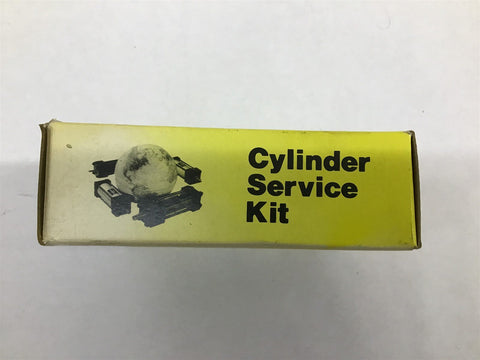 Cylinder
Service
Kit